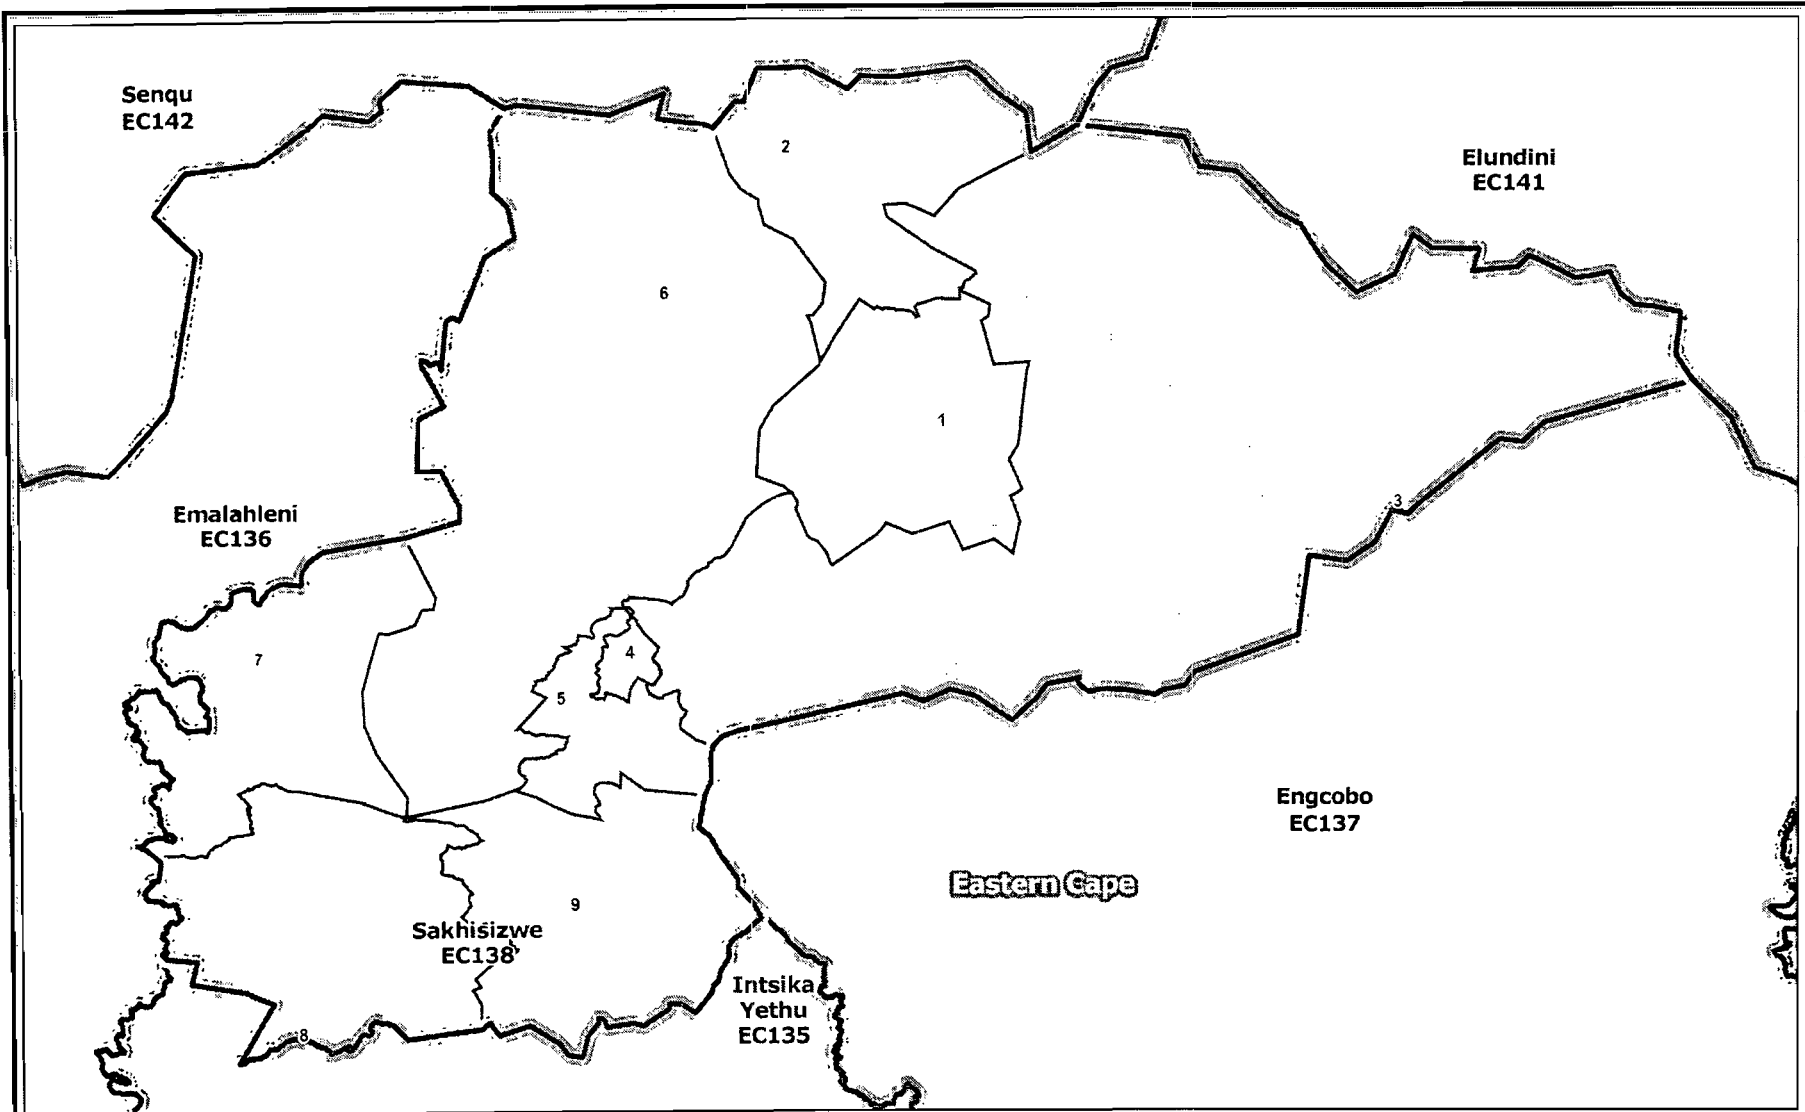 Senqu
EC142
2
Elundini
EC141
6
1
3
Emalahleni
EC136
4
7
5
Engcobo
EC137
Eastern Cape
9
Sakhisizwe
EC138
Intsika
Yethu
EC135
8